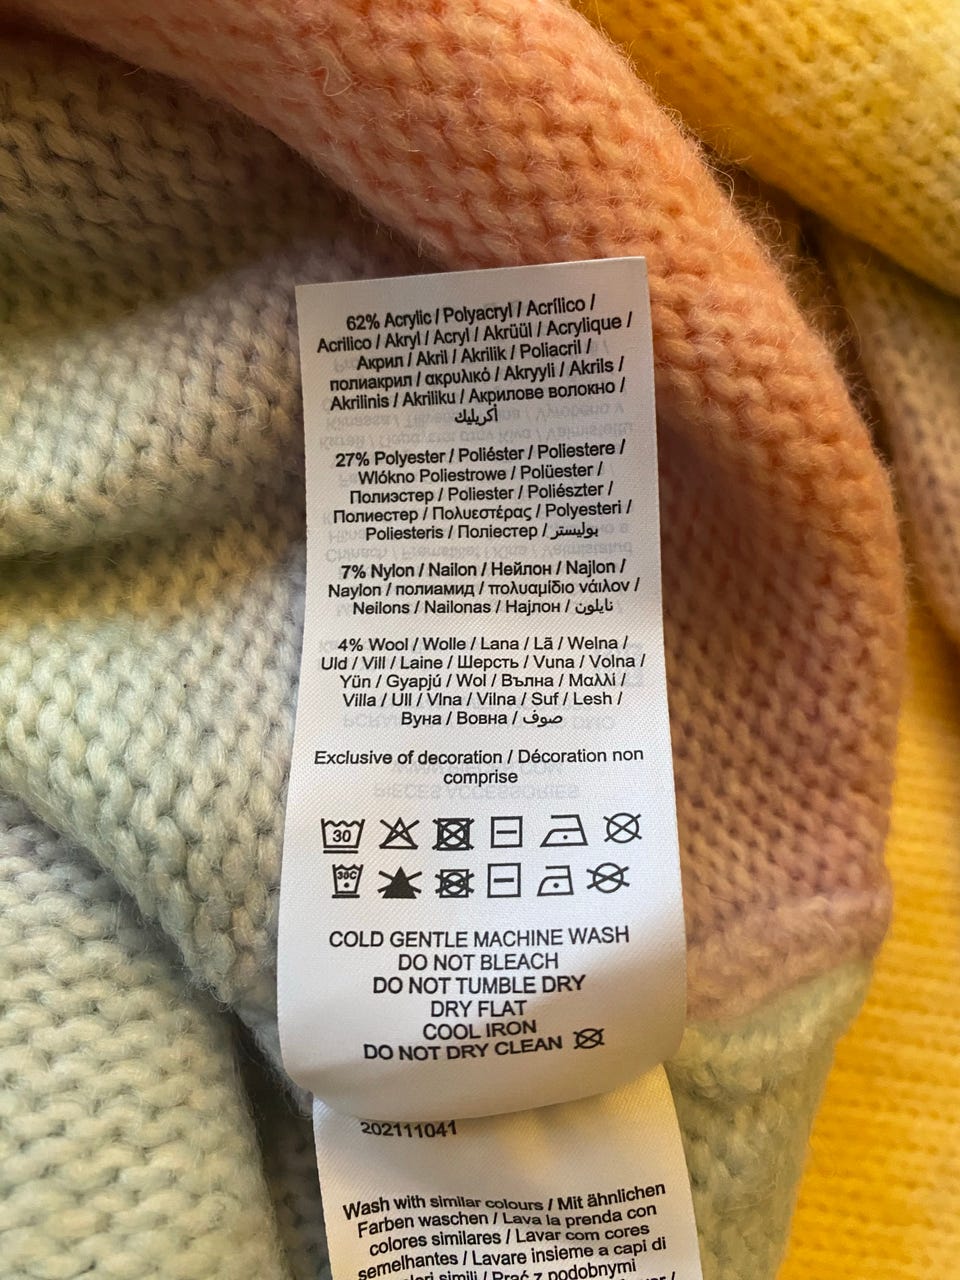 62% Acrylic / Polyacryl / Acrílico /
Acrilico / Akryl / Acryl / Akrüül / Acrylique /
Акрил / Akril / Akrilik / Poliacril /
полиакрил / ακρυλικό / Akryyli / Akrils /
Akrilinis / Akriliku / Акрилове волокно /
أكريليك
27% Polyester / Poliéster / Poliestere /
Wlókno Poliestrowe / Polüester /
Полиэстер / Poliester / Poliészter /
Полиестер / Πολυεστέρας / Polyesteri /
Poliesteris / Поліестер / بوليستر
7% Nylon / Nailon / Нейлон / Najlon /
Naylon / полиамид / πολυαμίδιο νάιλον /
Neilons / Nailonas / Најлон / نايلون
4% Wool / Wolle / Lana / Lã / Welna /
Uld / Vill / Laine / Шерсть / Vuna / Volna /
Yün / Gyapjú / Wol / Вълна / Μαλλί /
Villa / Ull / Vlna / Vilna / Suf / Lesh /
Вуна / Вовна / صوف
Exclusive of decoration / Décoration non
comprise
30
30C
COLD GENTLE MACHINE WASH
DO NOT BLEACH
DO NOT TUMBLE DRY
DRY FLAT
COOL IRON
DO NOT DRY CLEAN
202111041
Wash with similar colours / Mit ähnlichen
Farben waschen / Lava la prenda con
colores similares / Lavar com cores
semelhantes / Lavare insieme a capi di
simili / Prać z podobnymi